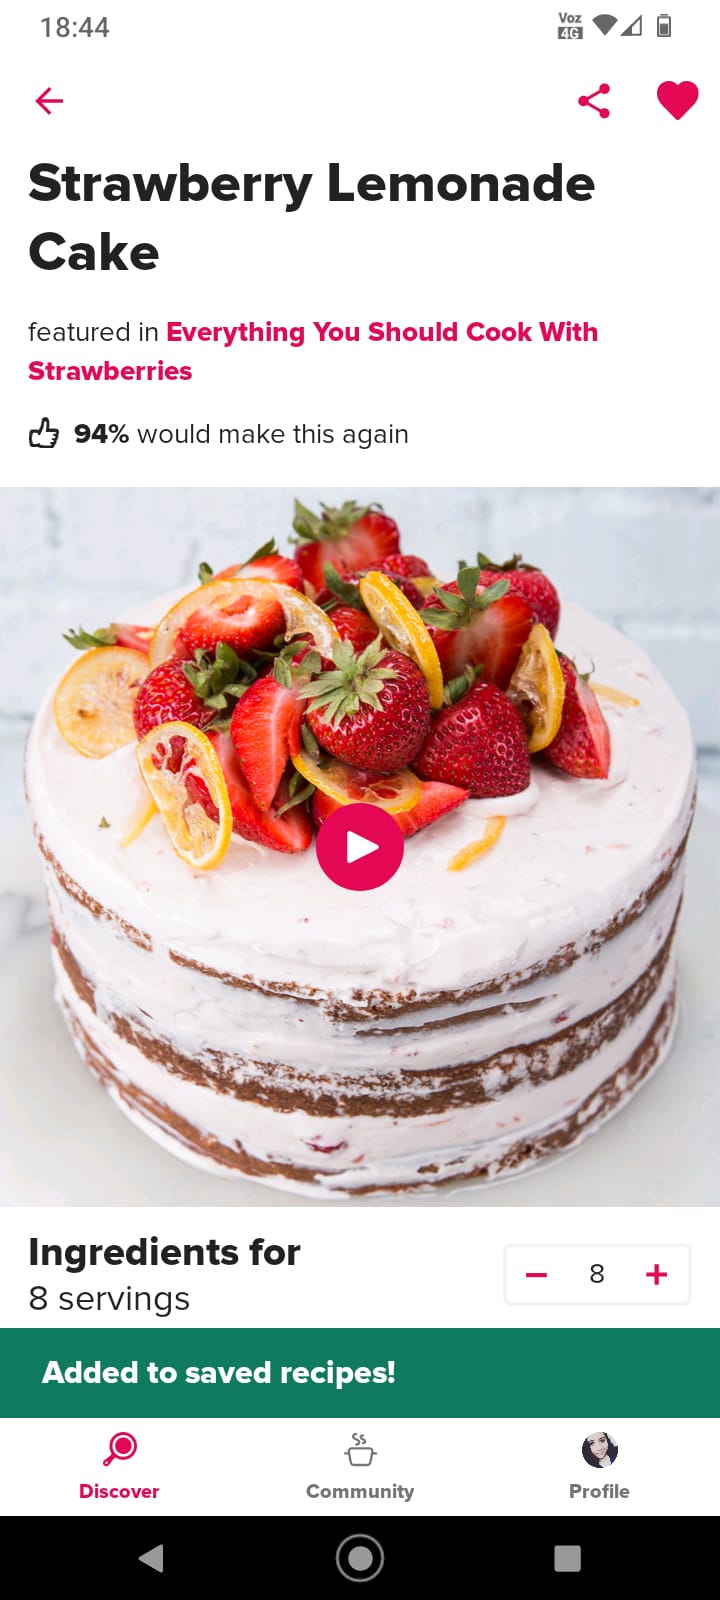 18:44
Voz
4G
Strawberry Lemonade
Cake
featured in Everything You Should Cook With
Strawberries
94% would make this again
Ingredients for
8 servings
8
Added to saved recipes!
Discover
Community
Profile